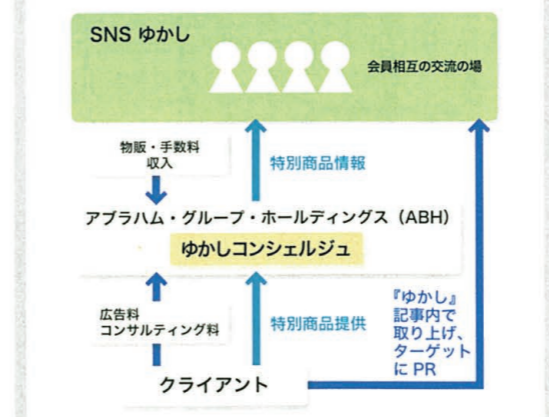 SNS ゆかし
会員相互の交流の場
物販・手数料
収入
特別商品情報
アブラハム・グループ・ホールディングス（ABH）
ゆかしコンシェルジュ
広告料
コンサルティング料
特別商品提供
『ゆかし』
記事内で
取り上げ、
ターゲット
に PR
クライアント